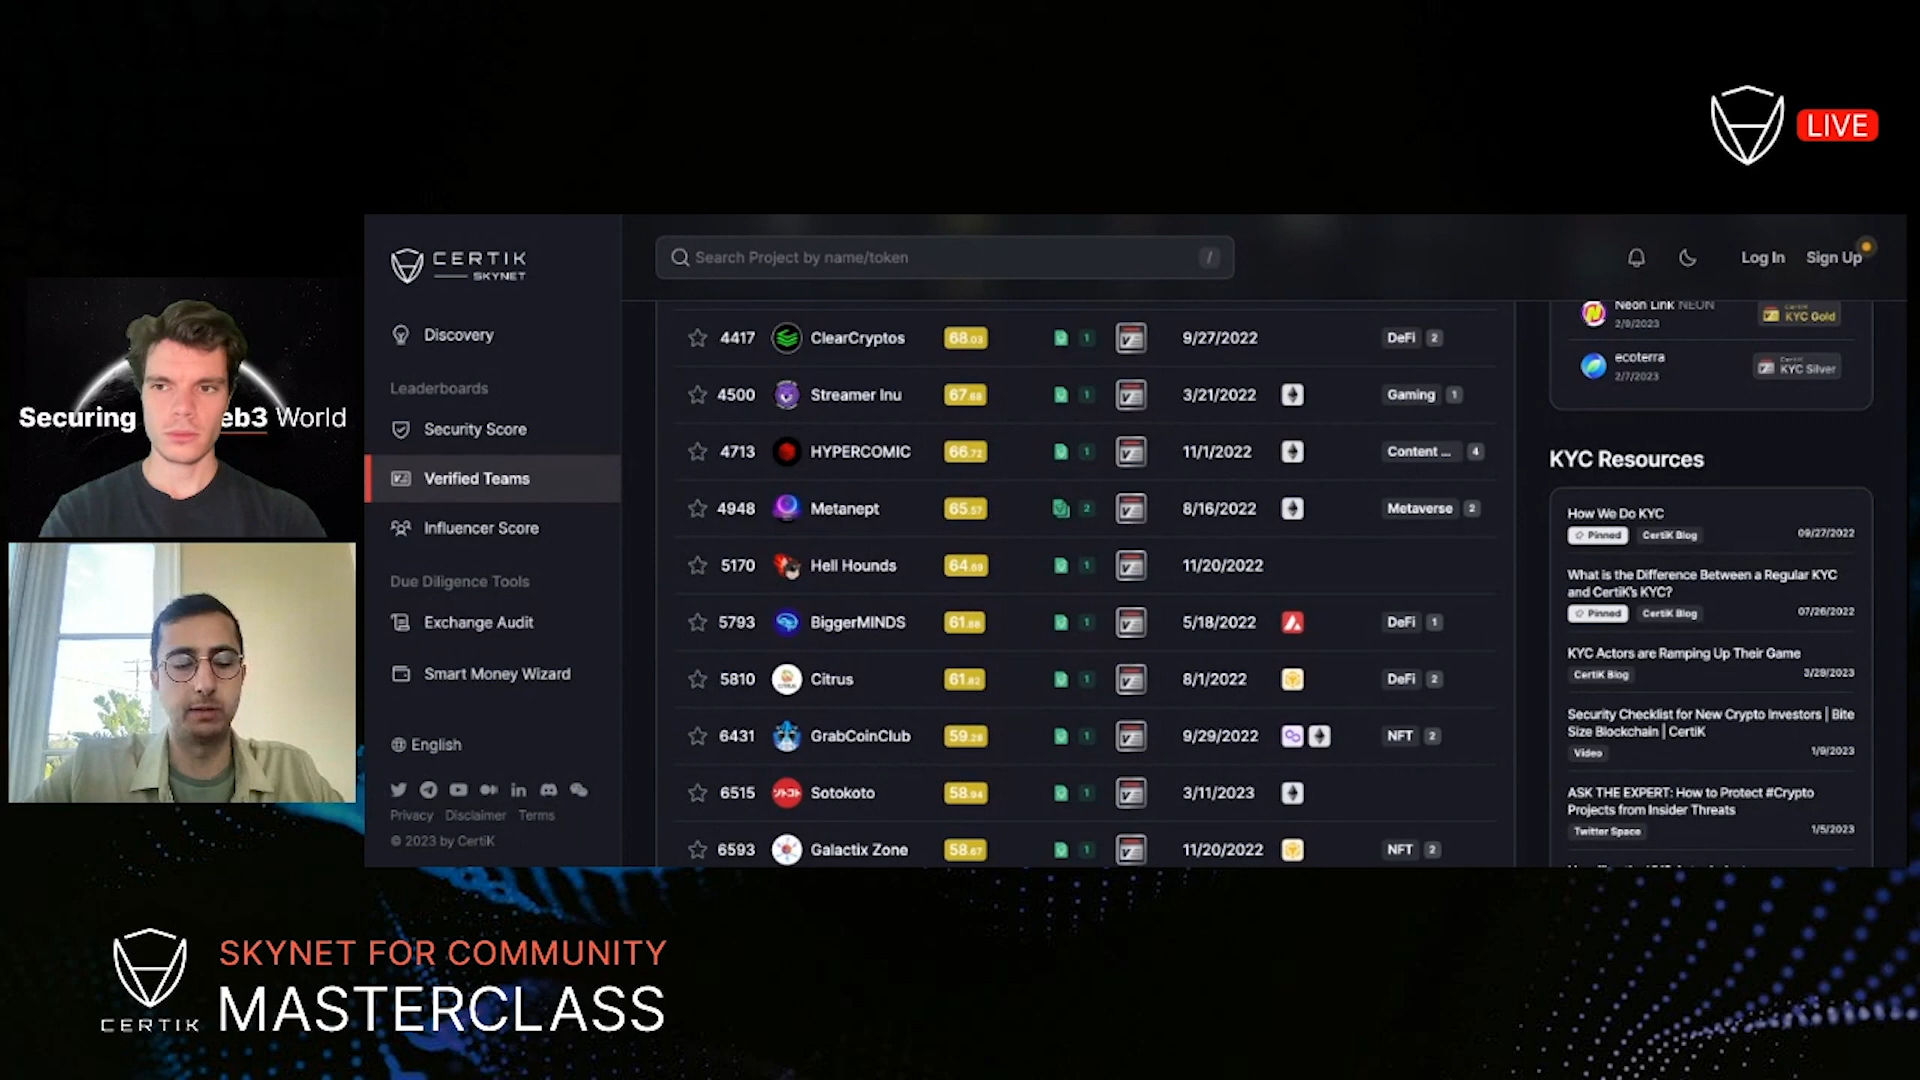 LIVE
CERTIK
SKYNET
Search Project by name/token
/
Log In
Sign Up
Securing
eb3 World
Discovery
Leaderboards
Security Score
Verified Teams
Influencer Score
Due Diligence Tools
Exchange Audit
Smart Money Wizard
English
Privacy Disclaimer Terms
© 2023 by CertiK
4417 ClearCryptos 68.03 1 9/27/2022 DeFi 2
4500 Streamer Inu 67.68 1 3/21/2022 Gaming 1
4713 HYPERCOMIC 66.72 1 11/1/2022 Content ... 4
4948 Metanept 65.57 2 8/16/2022 Metaverse 2
5170 Hell Hounds 64.69 1 11/20/2022
5793 BiggerMINDS 61.88 1 5/18/2022 DeFi 1
5810 Citrus 61.82 1 8/1/2022 DeFi 2
6431 GrabCoinClub 59.28 1 9/29/2022 NFT 2
6515 Sotokoto 58.94 1 3/11/2023
6593 Galactix Zone 58.67 1 11/20/2022 NFT 2
Neon Link NEON
2/9/2023
KYC Gold
ecoterra
2/7/2023
KYC Silver
KYC Resources
How We Do KYC
Pinned CertiK Blog 09/27/2022
What is the Difference Between a Regular KYC
and CertiK's KYC?
Pinned CertiK Blog 07/26/2022
KYC Actors are Ramping Up Their Game
CertiK Blog 3/29/2023
Security Checklist for New Crypto Investors | Bite
Size Blockchain | CertiK
Video 1/9/2023
ASK THE EXPERT: How to Protect #Crypto
Projects from Insider Threats
Twitter Space 1/5/2023
CERTIK
SKYNET FOR COMMUNITY
MASTERCLASS